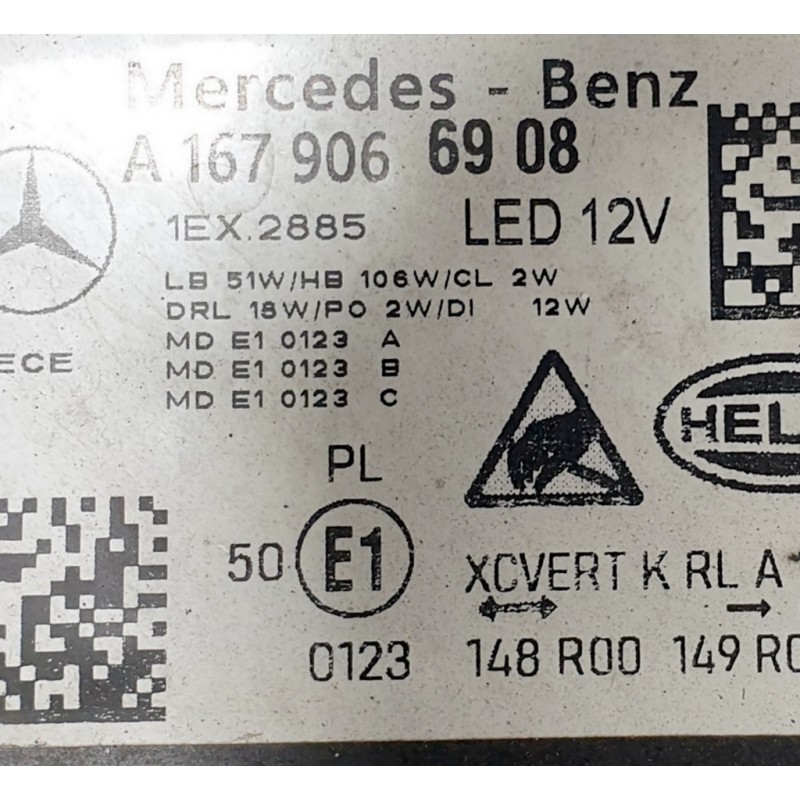 Mercedes - Benz
A 167 906 6908
1EX.2885 LED 12V
LB 51W/HB 106W/CL 2W
DRL 18W/PO 2W/DI 12W
MD E1 0123 A
ECE
MD E1 0123 B
MD E1 0123 C
HEL
PL
50 E1 XCVERT K RL A
0123 148 R00 149 R0